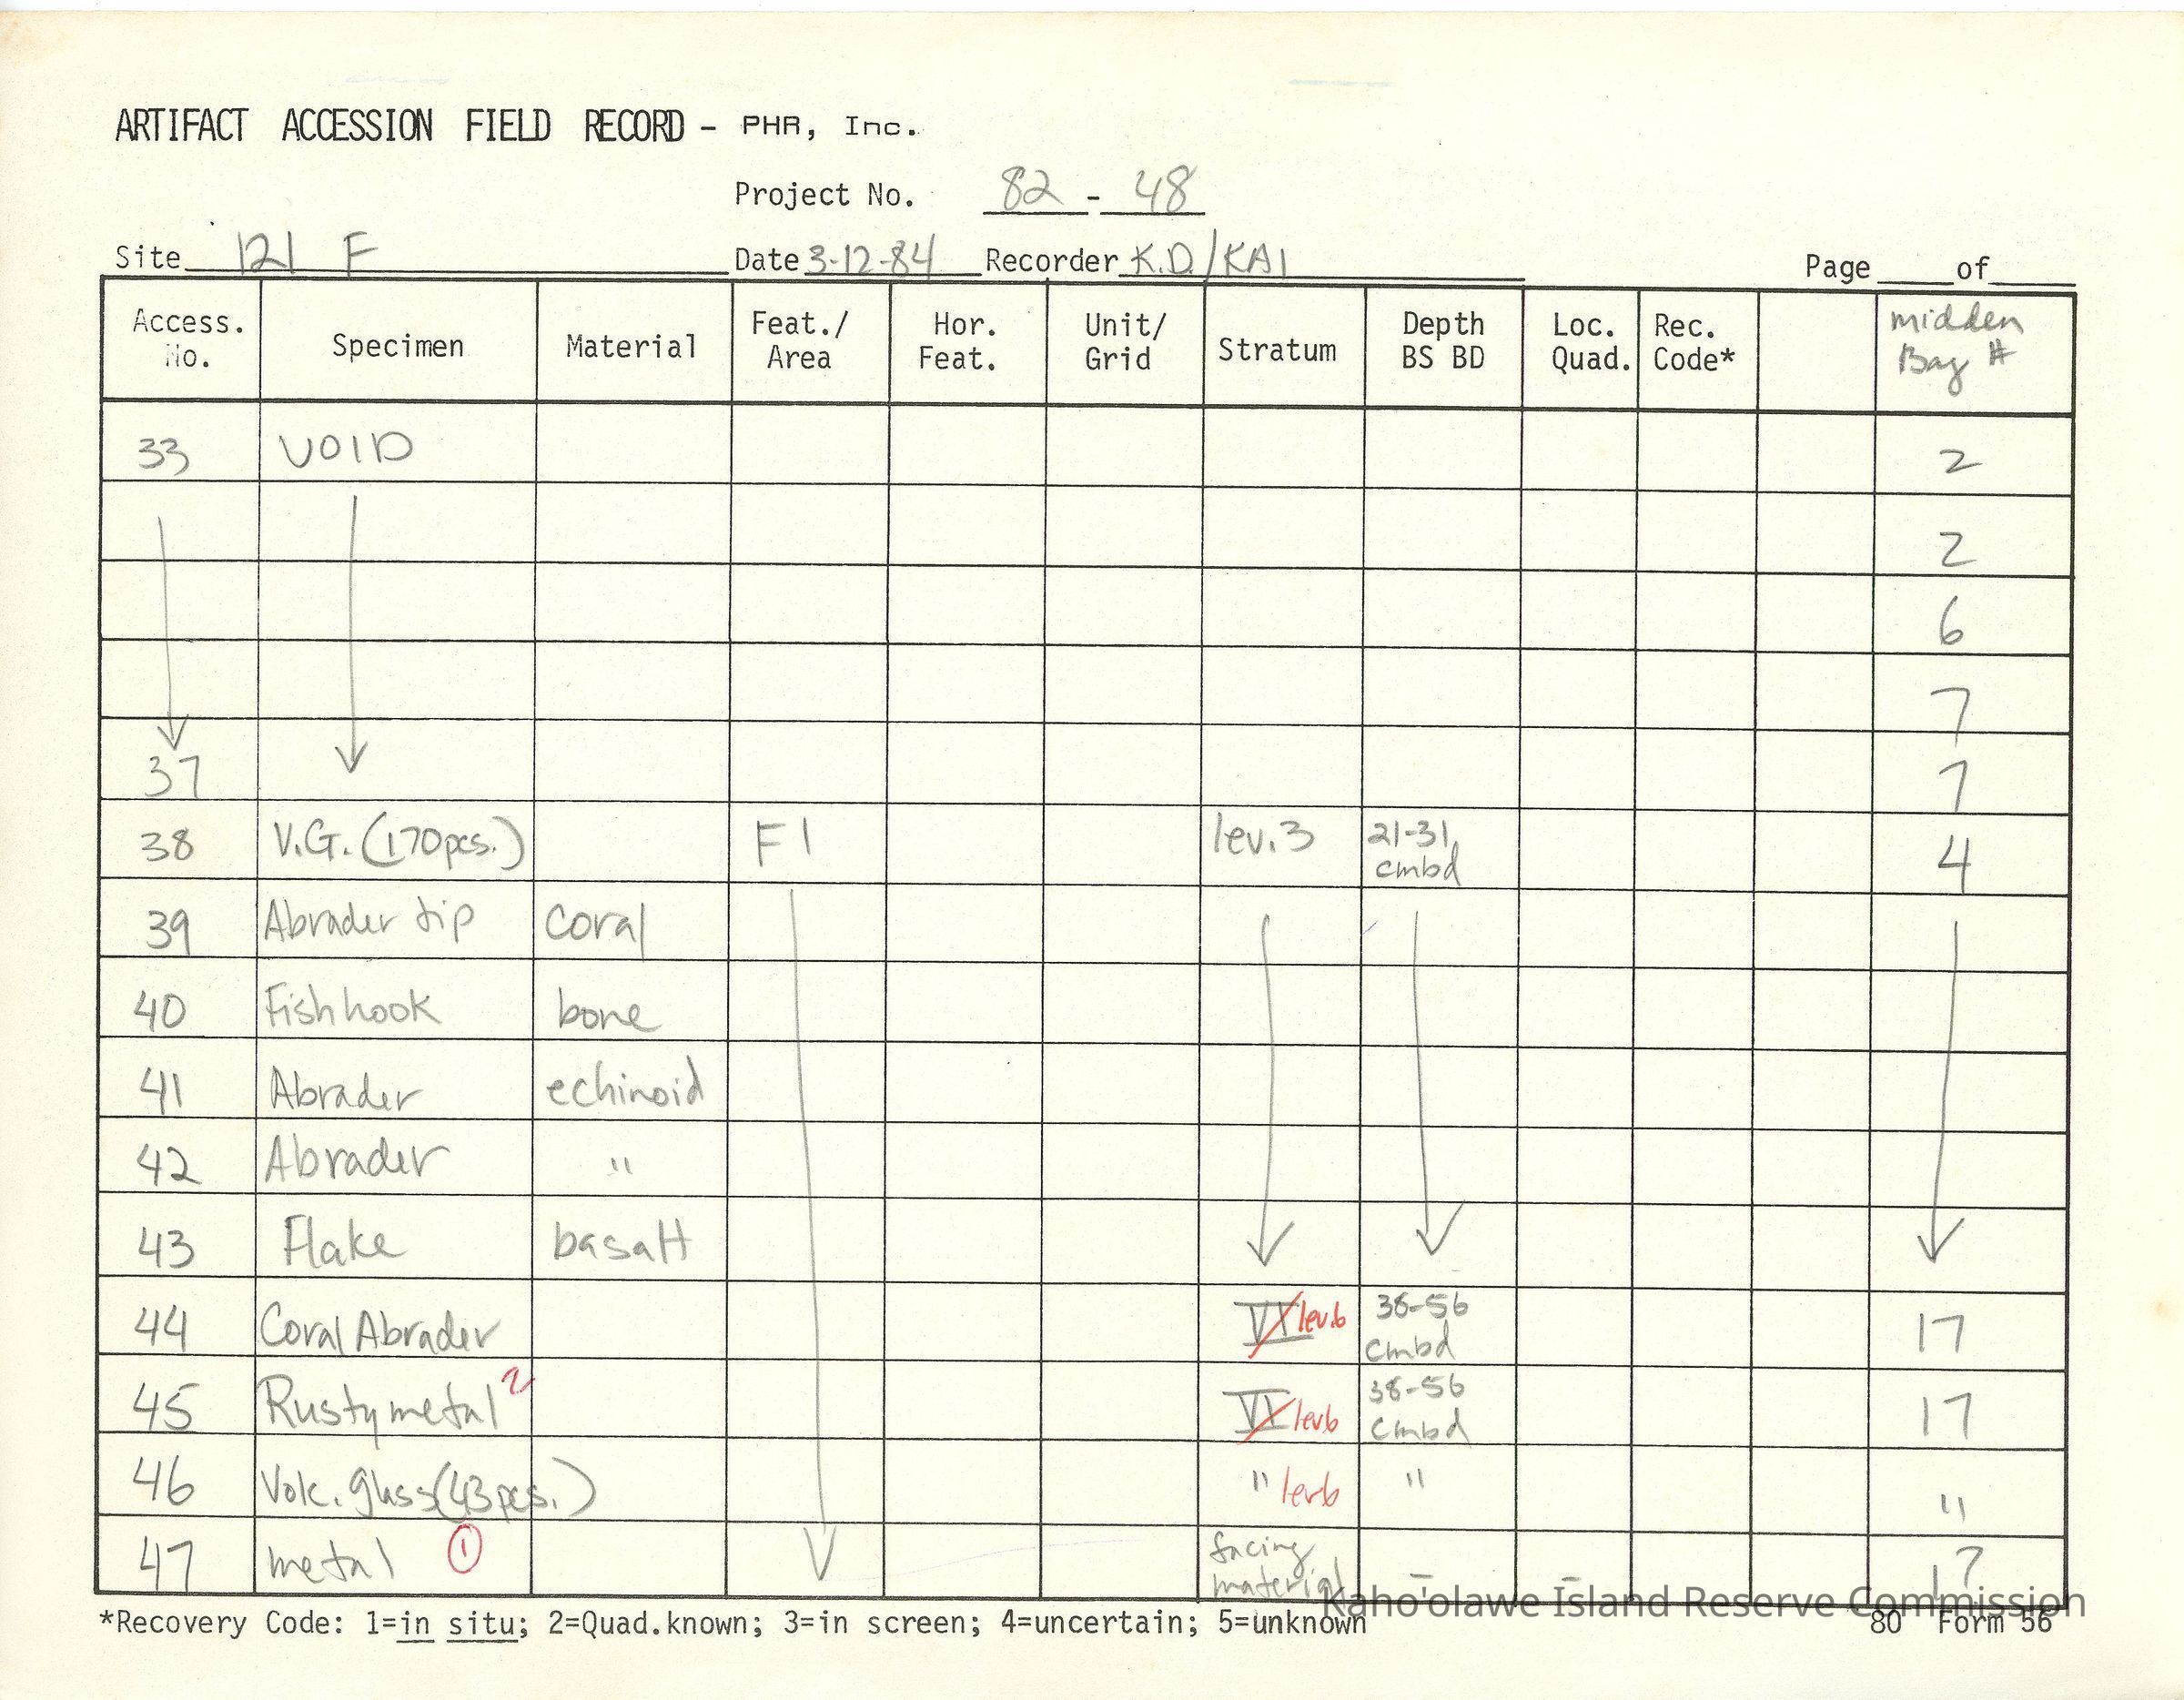 ARTIFACT ACCESSION FIELD RECORD - PHR, Inc.
Project No. 82 - 48
Site 121 F Date 3-12-84 Recorder K.D./KAI Page of
Access. No. Specimen Material Feat./ Area Hor. Feat. Unit/ Grid Stratum Depth BS BD Loc. Quad. Rec. Code* midden Bag #
33 VOID 2
2
6
7
37 7
38 V.G. (170 pcs.) F1 lev. 3 21-31 cmbd 4
39 Abrader tip coral
40 Fishhook bone
41 Abrader echinoid
42 Abrader "
43 Flake basalt
44 Coral Abrader VI lev.6 38-56 cmbd 17
45 Rusty metal 2 VI lev6 38-56 cmbd 17
46 Volc. glass (43 pcs.) " lev6 " "
47 metal 1 facing material - - 17
Kaho'olawe Island Reserve Commission
*Recovery Code: 1=in situ; 2=Quad.known; 3=in screen; 4=uncertain; 5=unknown 80 Form 56